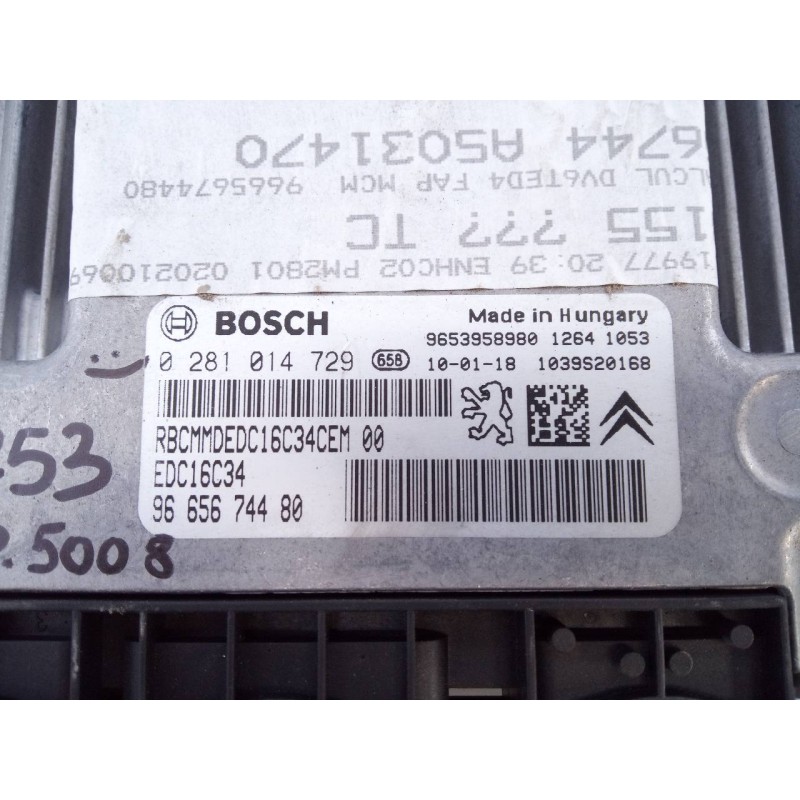 6744 A5031470
LCUL DV6TED4 FAP MCM 9665674480
155 ??? TC
19977 20:39 ENHC02 PM2801 020210069
BOSCH
Made in Hungary
9653958980 1264 1053
0 281 014 729 658 10-01-18 1039S20168
RBCMMDEDC16C34CEM 00
EDC16C34
96 656 744 80
253
P.5008